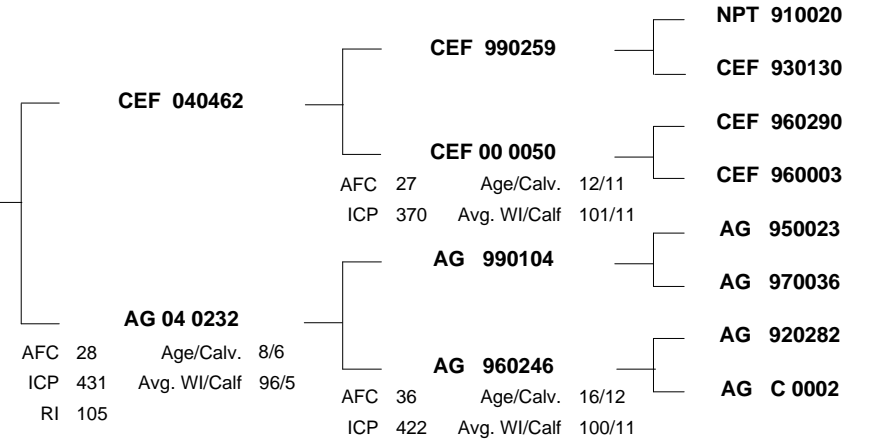 NPT 910020
CEF 990259
CEF 930130
CEF 040462
CEF 960290
CEF 00 0050
AFC 27 Age/Calv. 12/11
CEF 960003
ICP 370 Avg. WI/Calf 101/11
AG 950023
AG 990104
AG 970036
AG 04 0232
AG 920282
AFC 28 Age/Calv. 8/6
AG 960246
ICP 431 Avg. WI/Calf 96/5
AG C 0002
AFC 36 Age/Calv. 16/12
RI 105
ICP 422 Avg. WI/Calf 100/11